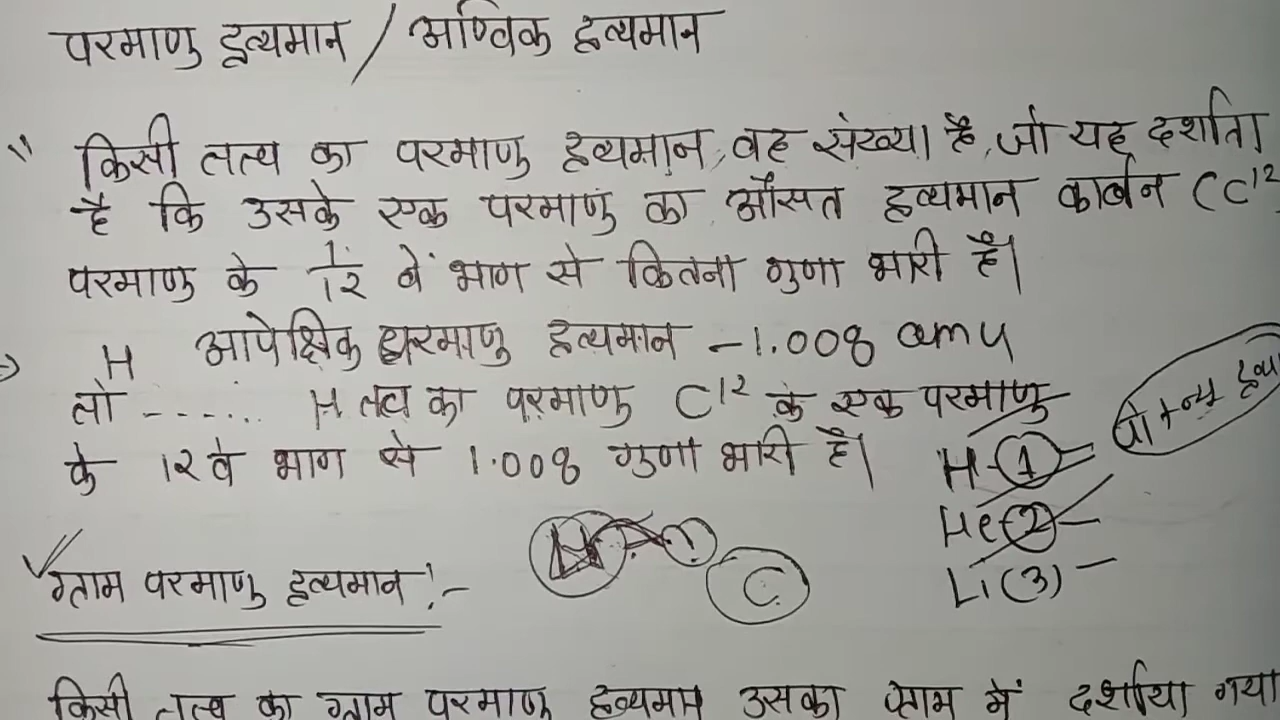 परमाणु द्रव्यमान / आण्विक द्रव्यमान
" किसी तत्व का परमाणु द्रव्यमान, वह संख्या है, जो यह दर्शाता
है कि उसके एक परमाणु का औसत द्रव्यमान कार्बन (C¹²
परमाणु के 1/12 वें भाग से कितना गुणा भारी है।
H आपेक्षिक परमाणु द्रव्यमान – 1.008 amu
तो ------- H तत्व का परमाणु C¹² के एक परमाणु
के 12 वे भाग से 1.008 गुणा भारी है।
H-1
He-2
Li(3)
H
C
ग्राम परमाणु द्रव्यमान :-
किसी तत्व का ग्राम परमाणु द्रव्यमान उसका ग्राम में दर्शाया गया